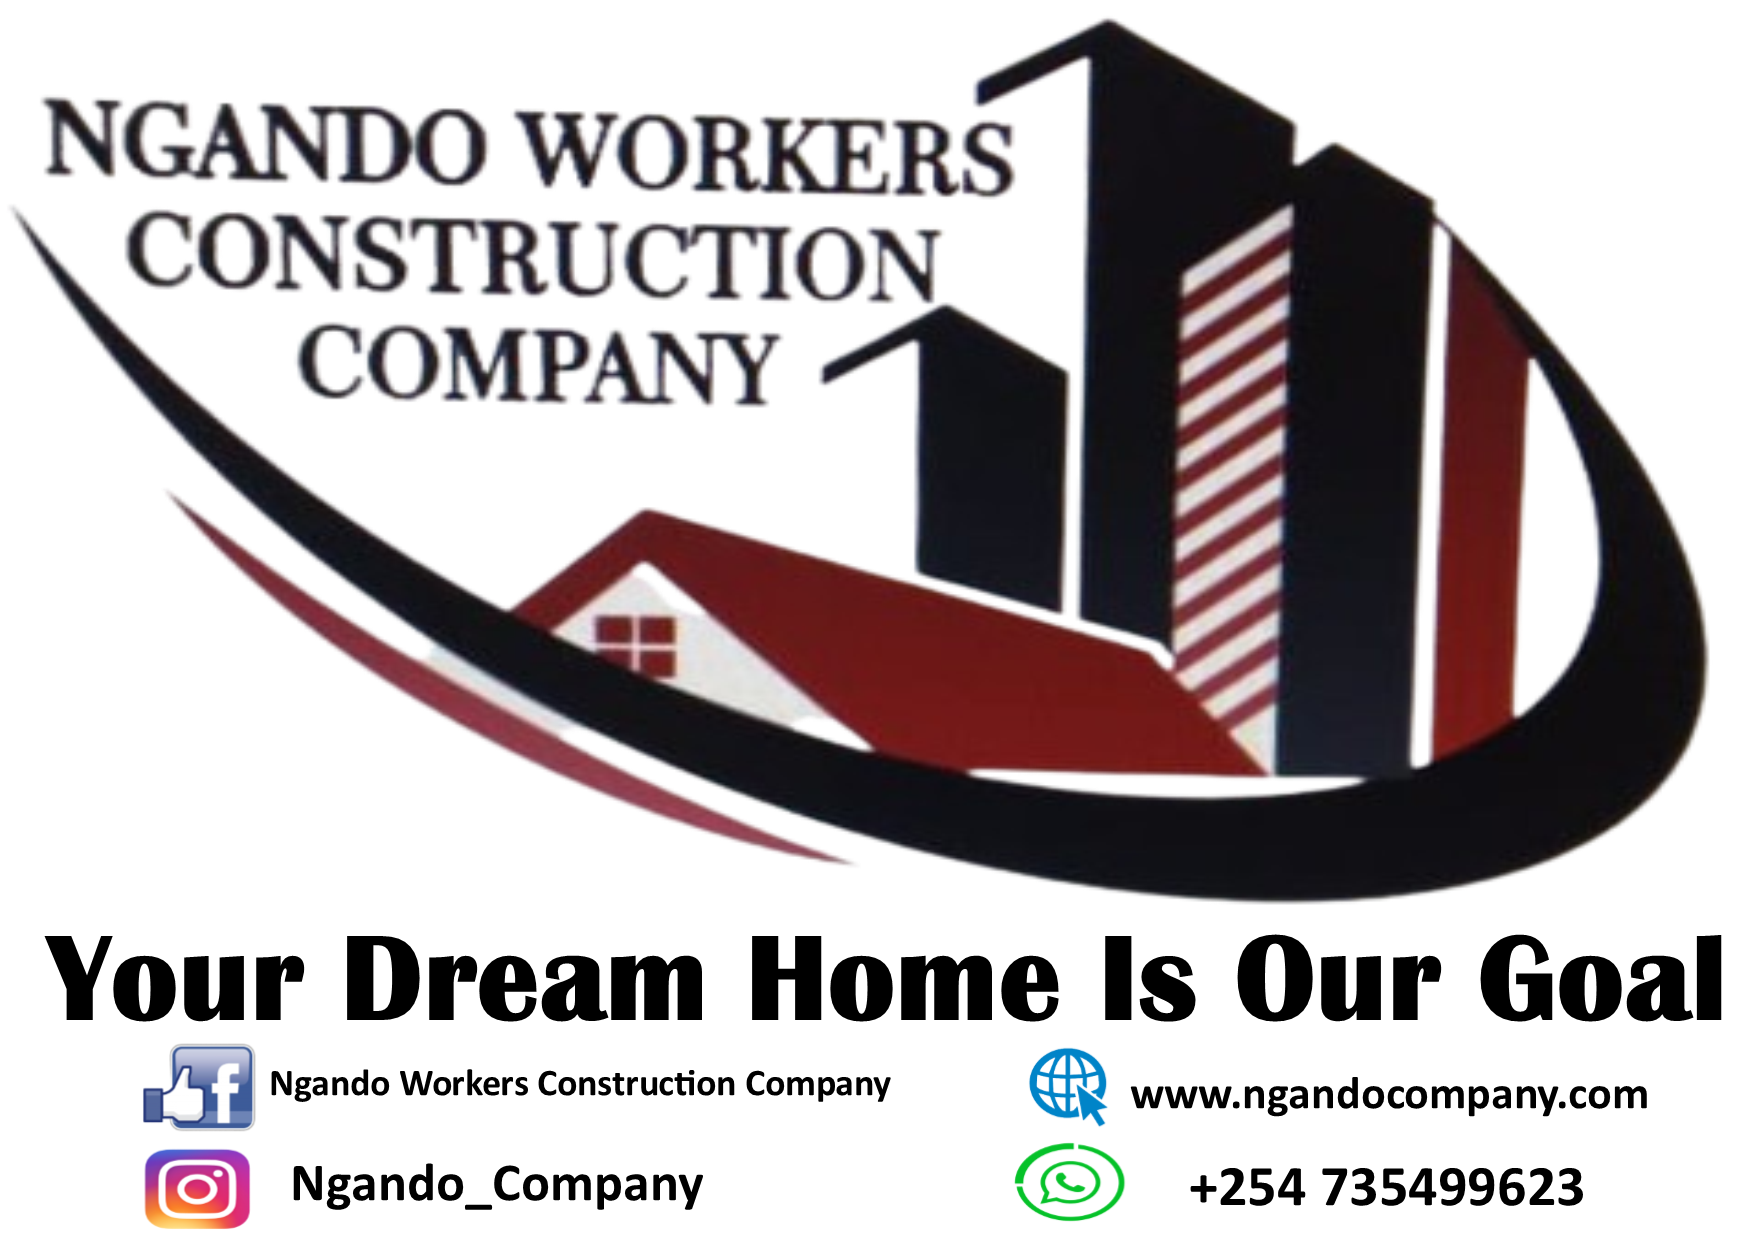 NGANDO WORKERS
CONSTRUCTION
COMPANY
Your Dream Home Is Our Goal
f Ngando Workers Construction Company
www.ngandocompany.com
Ngando_Company
+254 735499623